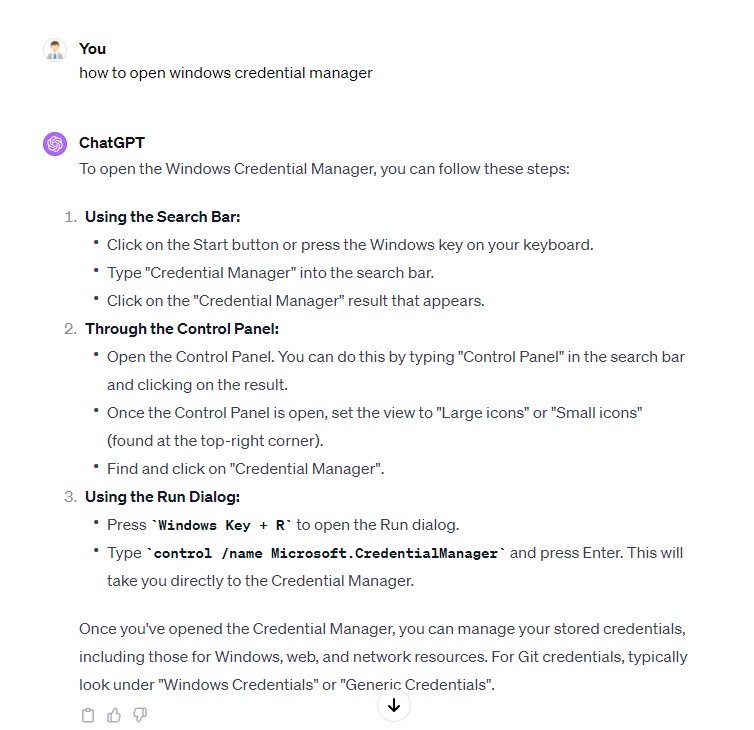 You
how to open windows credential manager
ChatGPT
To open the Windows Credential Manager, you can follow these steps:
1. Using the Search Bar:
• Click on the Start button or press the Windows key on your keyboard.
• Type "Credential Manager" into the search bar.
• Click on the "Credential Manager" result that appears.
2. Through the Control Panel:
• Open the Control Panel. You can do this by typing "Control Panel" in the search bar
and clicking on the result.
• Once the Control Panel is open, set the view to "Large icons" or "Small icons"
(found at the top-right corner).
• Find and click on "Credential Manager".
3. Using the Run Dialog:
• Press `Windows Key + R` to open the Run dialog.
• Type `control /name Microsoft.CredentialManager` and press Enter. This will
take you directly to the Credential Manager.
Once you've opened the Credential Manager, you can manage your stored credentials,
including those for Windows, web, and network resources. For Git credentials, typically
look under "Windows Credentials" or "Generic Credentials".